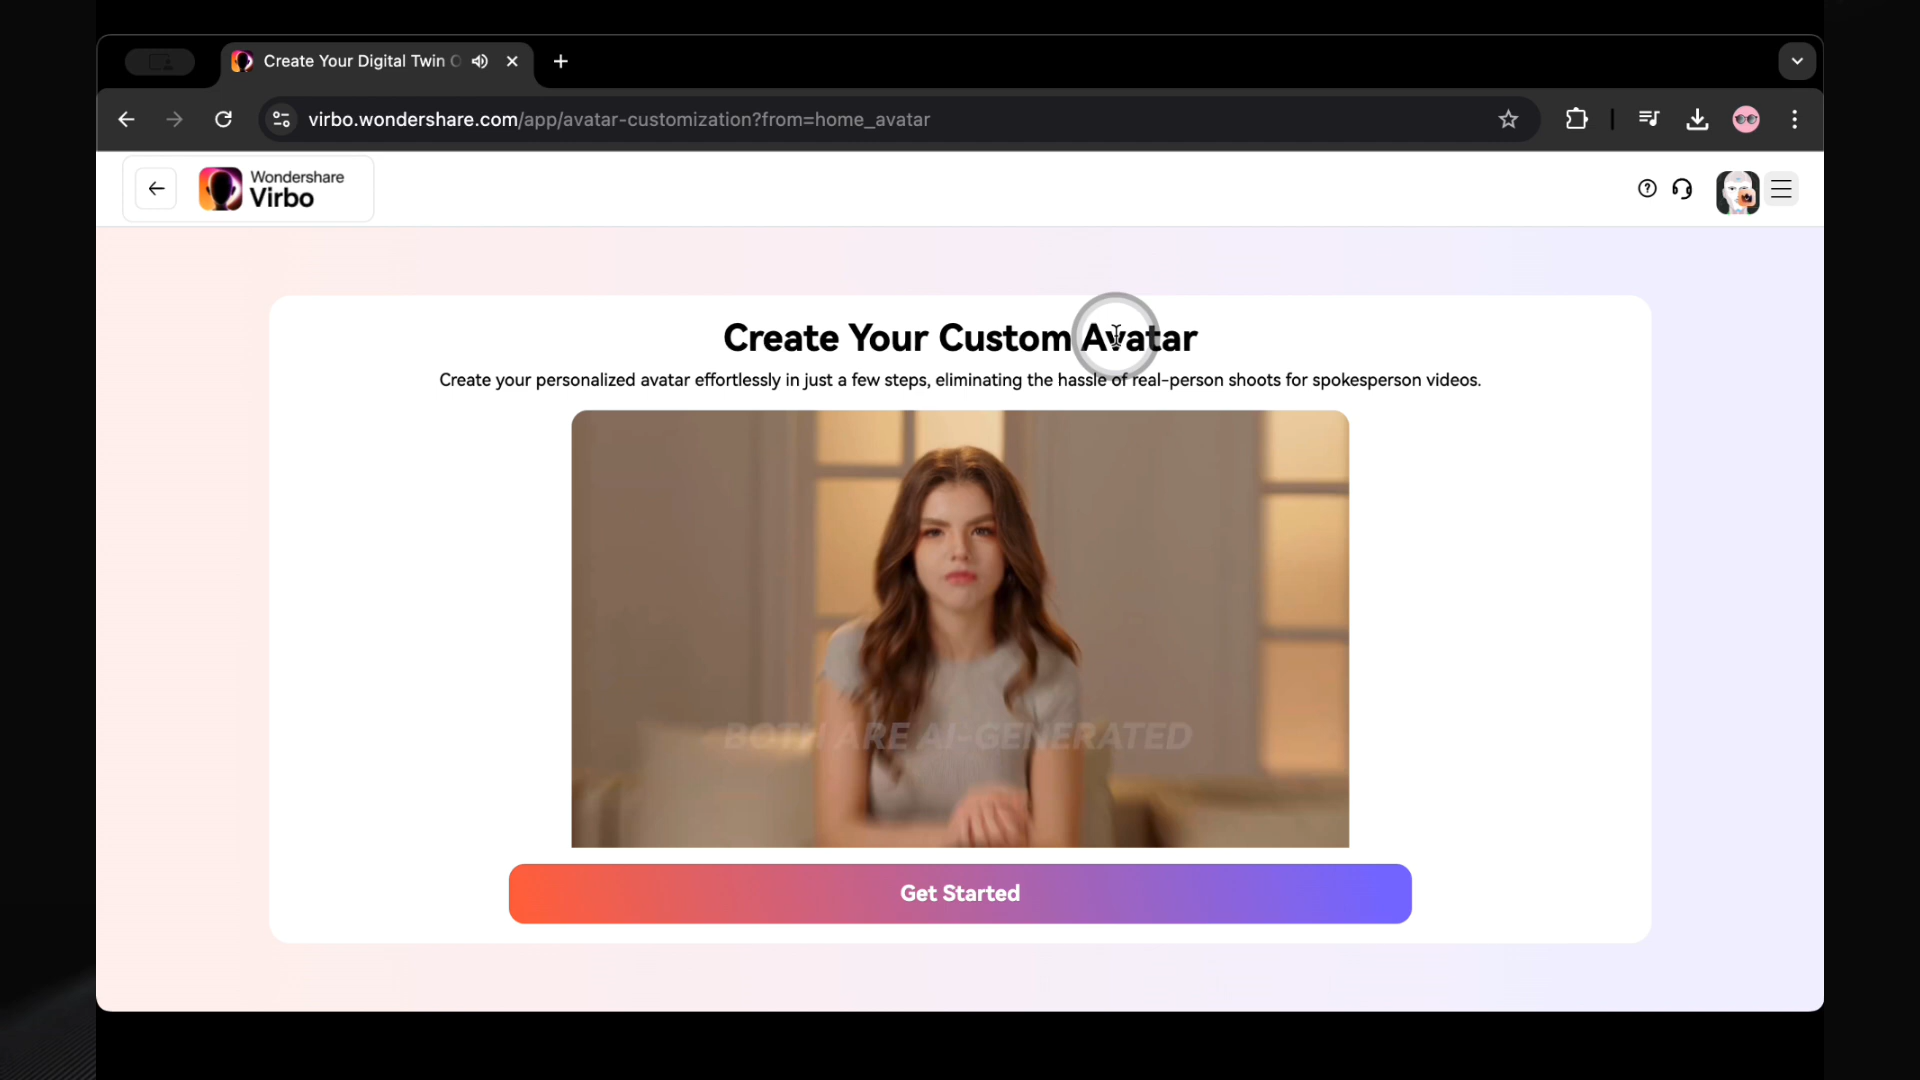 Create Your Digital Twin O
virbo.wondershare.com/app/avatar-customization?from=home_avatar
Wondershare
Virbo
Create Your Custom Avatar
Create your personalized avatar effortlessly in just a few steps, eliminating the hassle of real-person shoots for spokesperson videos.
BOTH ARE AI-GENERATED
Get Started